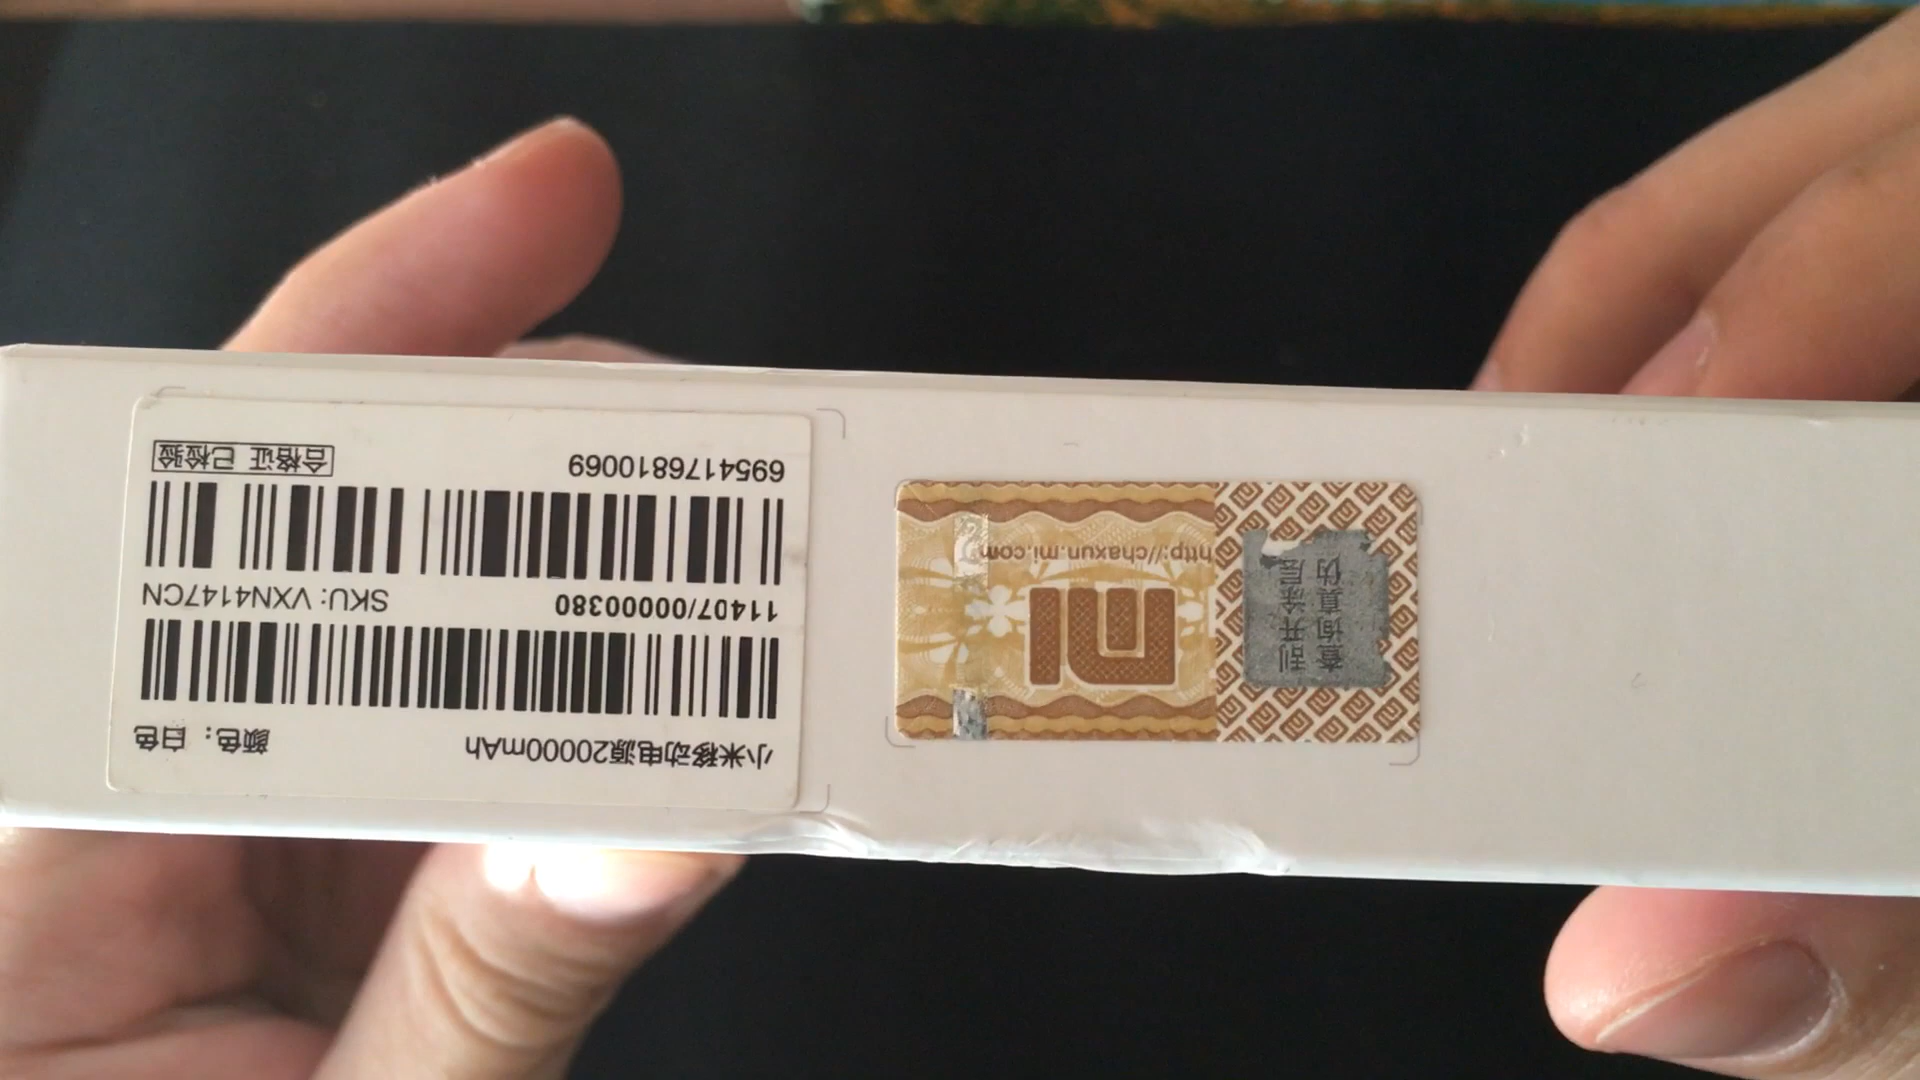 小米移动电源20000mAh 颜色：白色
11407/00000380 SKU: VXN4147CN
6954176810069 合格证 已检验
http://chaxun.mi.com
刮开涂层
查询真伪